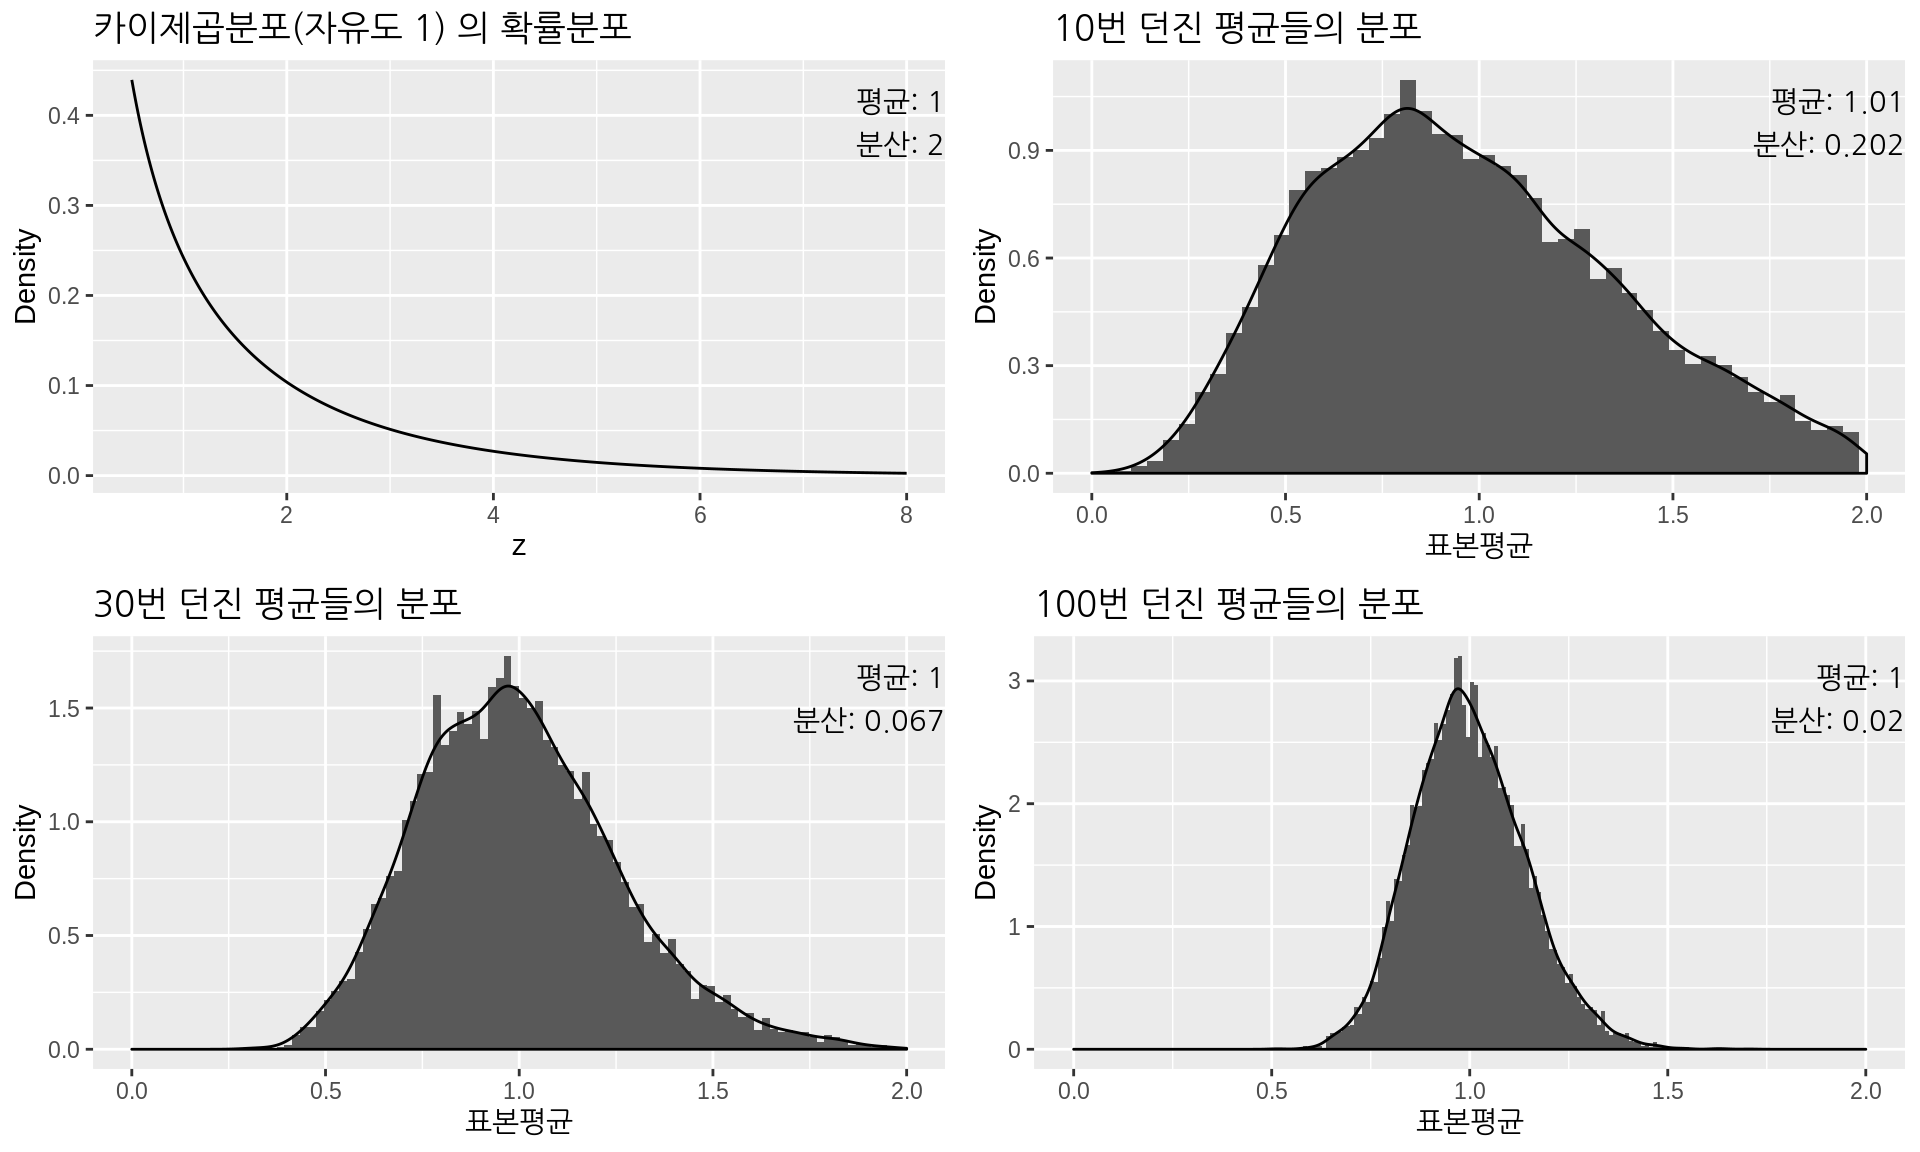 카이제곱분포(자유도 1) 의 확률분포
평균: 1
분산: 2
Density
0.4
0.3
0.2
0.1
0.0
2 4 6 8
z
10번 던진 평균들의 분포
평균: 1.01
분산: 0.202
Density
0.9
0.6
0.3
0.0
0.0 0.5 1.0 1.5 2.0
표본평균
30번 던진 평균들의 분포
평균: 1
분산: 0.067
Density
1.5
1.0
0.5
0.0
0.0 0.5 1.0 1.5 2.0
표본평균
100번 던진 평균들의 분포
평균: 1
분산: 0.02
Density
3
2
1
0
0.0 0.5 1.0 1.5 2.0
표본평균